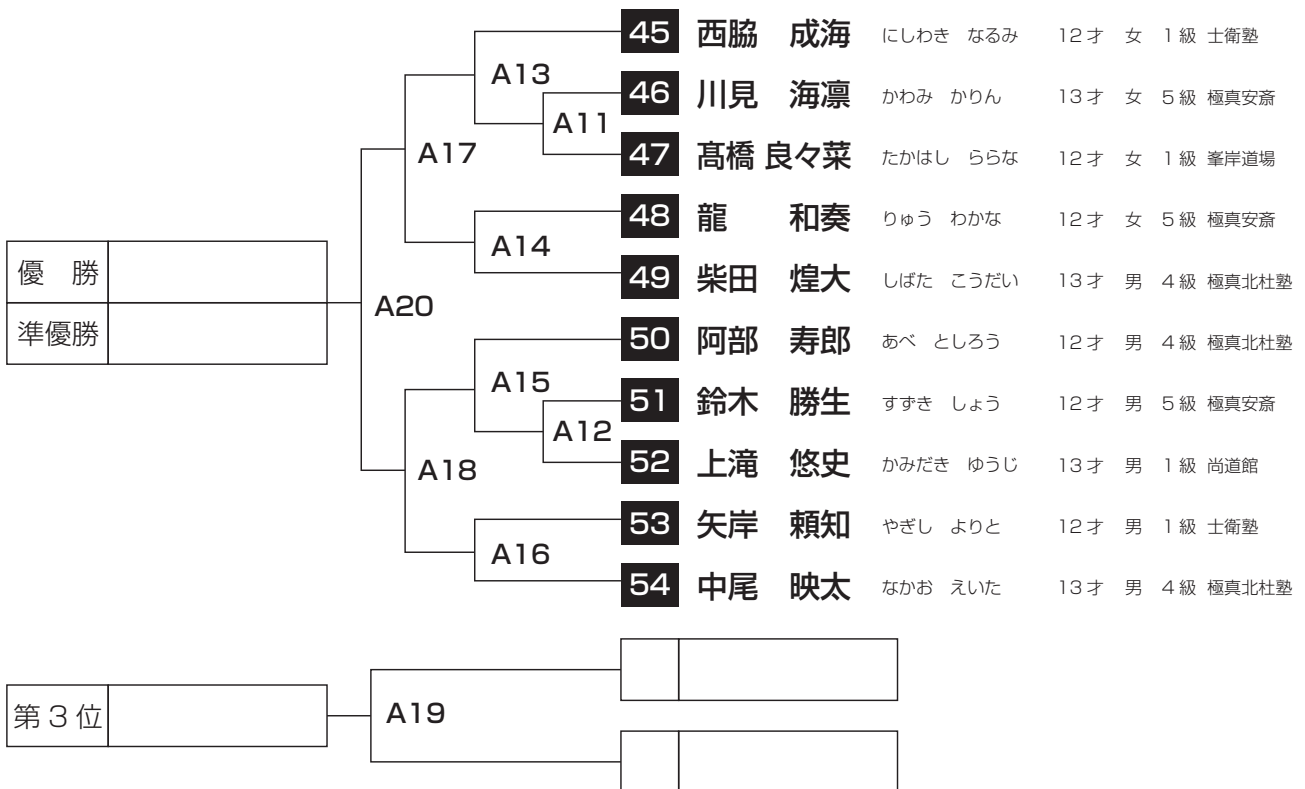 45 西脇 成海 にしわき なるみ 12才 女 1級 士衛塾
A13
46 川見 海凛 かわみ かりん 13才 女 5級 極真安斎
A11
A17
47 髙橋 良々菜 たかはし ららな 12才 女 1級 峯岸道場
48 龍 和奏 りゅう わかな 12才 女 5級 極真安斎
A14
優 勝
49 柴田 煌大 しばた こうだい 13才 男 4級 極真北杜塾
A20
準優勝
50 阿部 寿郎 あべ としろう 12才 男 4級 極真北杜塾
A15
51 鈴木 勝生 すずき しょう 12才 男 5級 極真安斎
A12
A18
52 上滝 悠史 かみだき ゆうじ 13才 男 1級 尚道館
53 矢岸 頼知 やぎし よりと 12才 男 1級 士衛塾
A16
54 中尾 映太 なかお えいた 13才 男 4級 極真北杜塾
第3位
A19